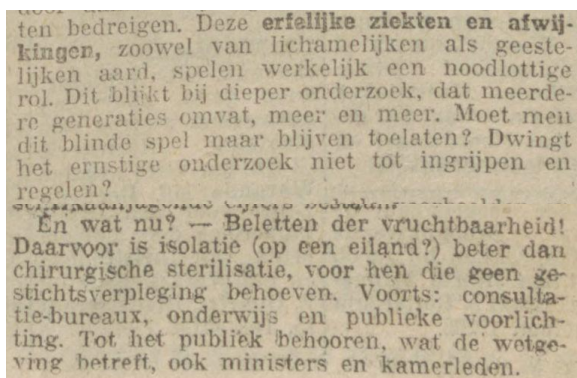 ten bedreigen. Deze erfelijke ziekten en afwij-
kingen, zoowel van lichamelijken als geeste-
lijken aard, spelen werkelijk een noodlottige
rol. Dit blijkt bij dieper onderzoek, dat meerde-
re generaties omvat, meer en meer. Moet men
dit blinde spel maar blijven toelaten? Dwingt
het ernstige onderzoek niet tot ingrijpen en
regelen?
En wat nu? — Beletten der vruchtbaarheid!
Daarvoor is isolatie (op een eiland?) beter dan
chirurgische sterilisatie, voor hen die geen ge-
stichtsverpleging behoeven. Voorts: consulta-
tie-bureaux, onderwijs en publieke voorlich-
ting. Tot het publiek behooren, wat de wetge-
ving betreft, ook ministers en kamerleden.